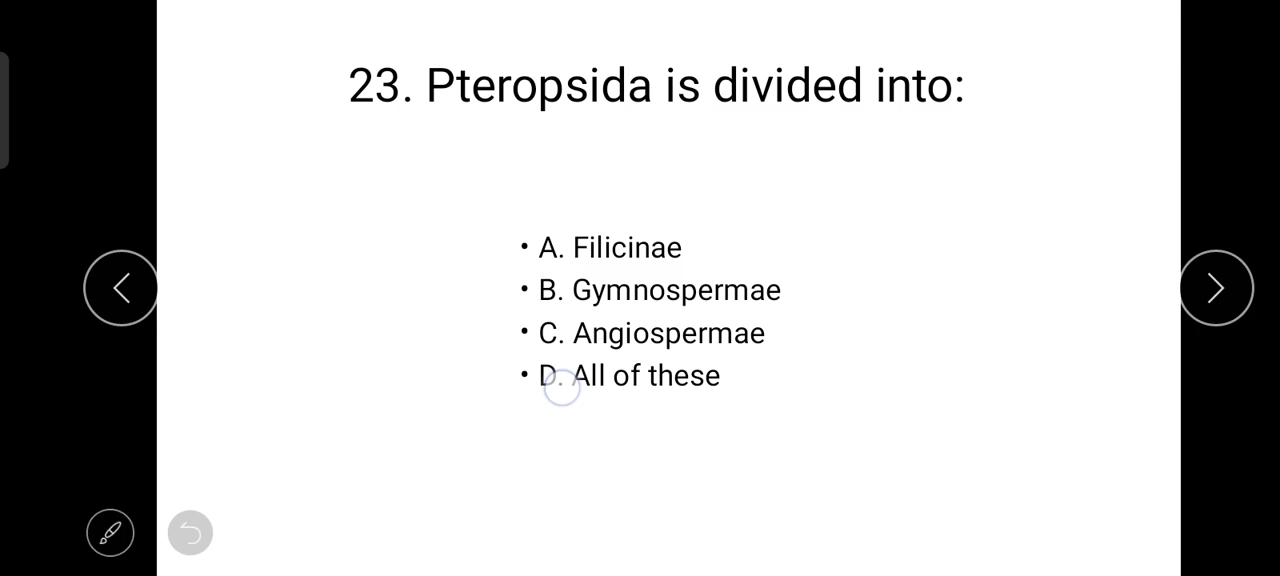 23. Pteropsida is divided into:
• A. Filicinae
• B. Gymnospermae
• C. Angiospermae
• D. All of these